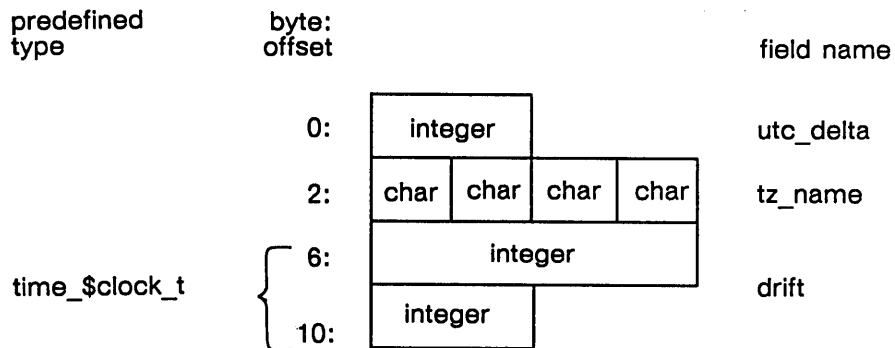 predefined byte:
type offset field name
0: integer utc_delta
2: char char char char tz_name
6: integer
time_$clock_t drift
integer
10: